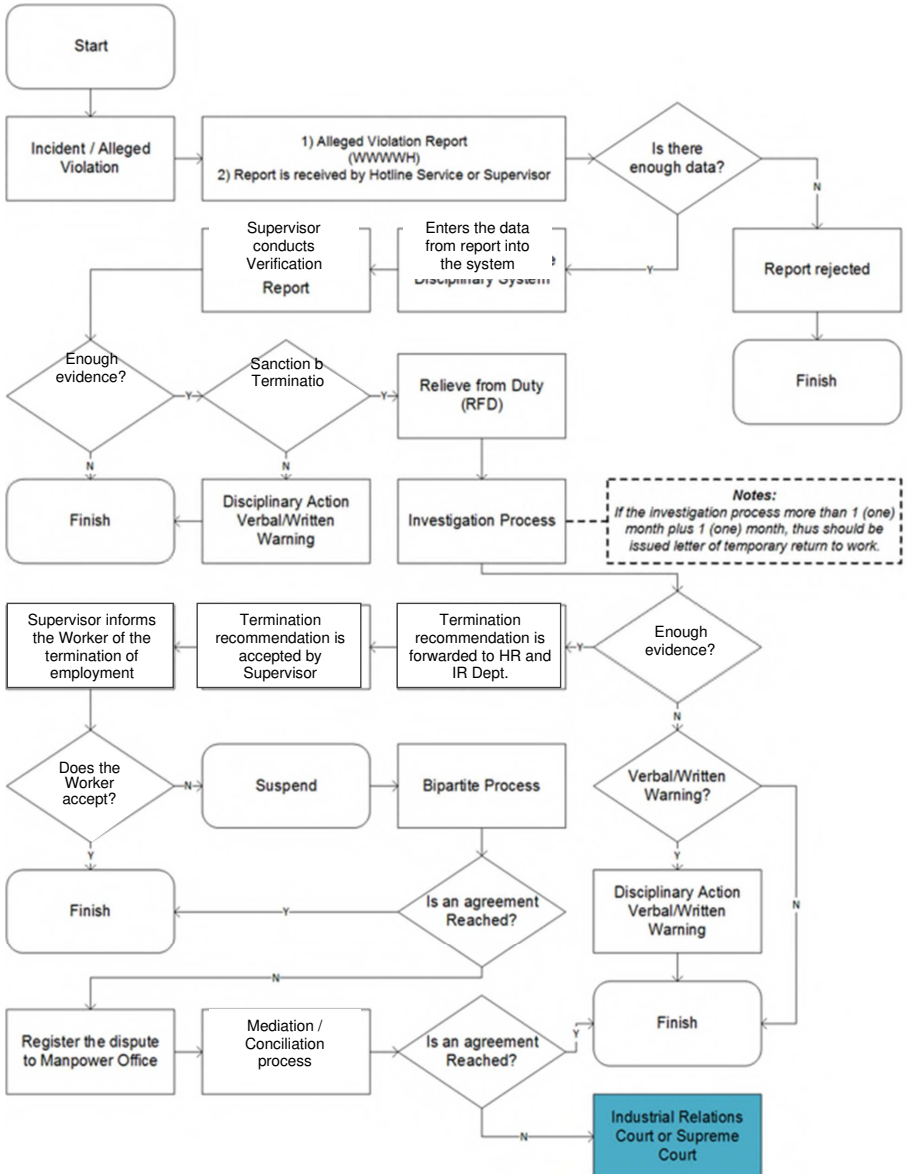 Start
Incident / Alleged
Violation
1) Alleged Violation Report
(WWWWH)
2) Report is received by Hotline Service or Supervisor
Is there
enough data?
N
Y
Report rejected
Finish
Enters the data
from report into
the system
Disciplinary System
Supervisor
conducts
Verification
Report
Enough
evidence?
Y
N
Sanction b
Terminatio
Y
N
Relieve from Duty
(RFD)
Finish
Disciplinary Action
Verbal/Written
Warning
Investigation Process
Notes:
If the investigation process more than 1 (one)
month plus 1 (one) month, thus should be
issued letter of temporary return to work.
Enough
evidence?
Y
N
Termination
recommendation is
forwarded to HR and
IR Dept.
Termination
recommendation is
accepted by
Supervisor
Supervisor informs
the Worker of the
termination of
employment
Does the
Worker
accept?
N
Y
Suspend
Bipartite Process
Verbal/Written
Warning?
Y
N
Finish
Is an agreement
Reached?
Y
N
Disciplinary Action
Verbal/Written
Warning
Register the dispute
to Manpower Office
Mediation /
Conciliation
process
Is an agreement
Reached?
Y
N
Finish
Industrial Relations
Court or Supreme
Court